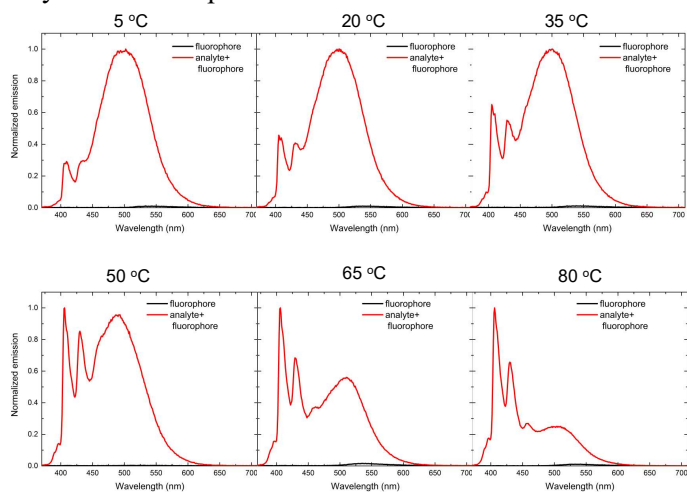 5 °C 20 °C 35 °C
fluorophore fluorophore fluorophore
analyte+ analyte+ analyte+
fluorophore fluorophore fluorophore
Normalized emission
1.0
0.8
0.6
0.4
0.2
0.0
400 450 500 550 600 650 700 400 450 500 550 600 650 700 400 450 500 550 600 650 700
Wavelength (nm) Wavelength (nm) Wavelength (nm)
50 °C 65 °C 80 °C
fluorophore fluorophore fluorophore
analyte+ analyte+ analyte+
fluorophore fluorophore fluorophore
Normalized emission
1.0
0.8
0.6
0.4
0.2
0.0
400 450 500 550 600 650 700 400 450 500 550 600 650 700 400 450 500 550 600 650 700
Wavelength (nm) Wavelength (nm) Wavelength (nm)